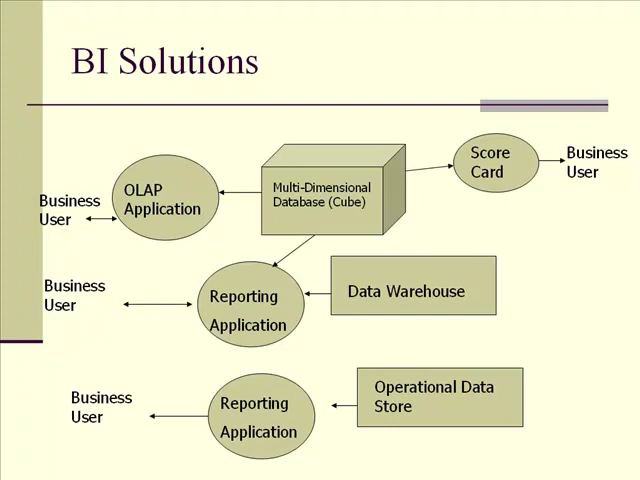 BI Solutions
Score
Card
Business
User
Multi-Dimensional
Database (Cube)
OLAP
Application
Business
User
Business
User
Reporting
Application
Data Warehouse
Operational Data
Store
Reporting
Application
Business
User